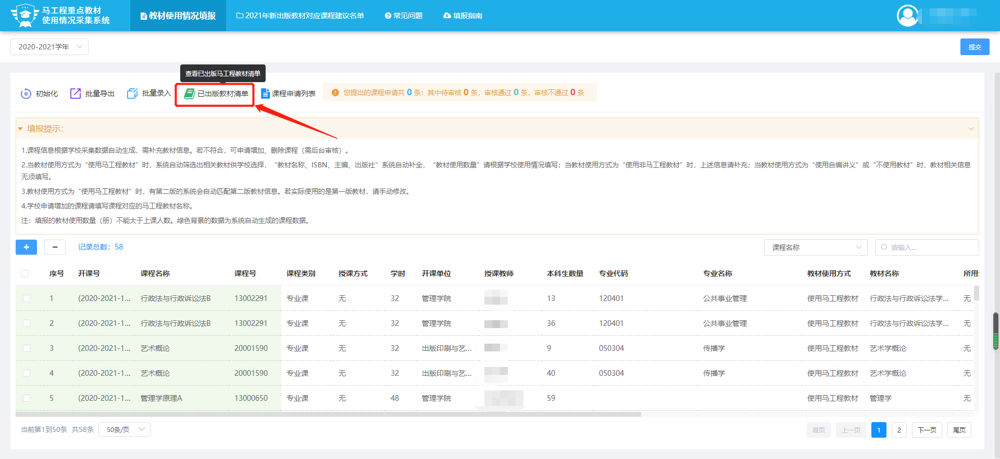 马工程重点教材
使用情况采集系统
教材使用情况填报
2021年新出版教材对应课程建议名单
常见问题
填报指南
2020-2021学年
提交
查看已出版马工程教材清单
初始化
批量导出
批量录入
已出版教材清单
课程申请列表
您提出的课程申请共 0 条：其中待审核 0 条，审核通过 0 条，审核不通过 0 条
填报提示：
1.课程信息根据学校采集数据自动生成，需补充教材信息。若不符合，可申请增加、删除课程（需后台审核）。
2.当教材使用方式为“使用马工程教材”时，系统自动筛选出相关教材供学校选择，“教材名称、ISBN、主编、出版社”系统自动补全，“教材使用数量”请根据学校使用情况填写；当教材使用方式为“使用非马工程教材”时，上述信息请补充；当教材使用方式为“使用自编讲义”或“不使用教材”时，教材相关信息
无须填写。
3.教材使用方式为“使用马工程教材”时，有第二版的系统会自动匹配第二版教材信息。若实际使用的是第一版教材，请手动修改。
4.学校申请增加的课程请填写课程对应的马工程教材名称。
注：填报的教材使用数量（册）不能大于上课人数。绿色背景的数据为系统自动生成的课程数据。
+ − 记录总数：58 课程名称 请输入...
序号 开课号 课程名称 课程号 课程类别 授课方式 学时 开课单位 授课教师 本科生数量 专业代码 专业名称 教材使用方式 教材名称 所用
1 (2020-2021-1... 行政法与行政诉讼法B 13002291 专业课 无 32 管理学院 13 120401 公共事业管理 使用马工程教材 行政法与行政诉讼法学... 无
2 (2020-2021-1... 行政法与行政诉讼法B 13002291 专业课 无 32 管理学院 36 120401 公共事业管理 使用马工程教材 行政法与行政诉讼法学... 无
3 (2020-2021-1... 艺术概论 20001590 专业课 无 32 出版印刷与艺... 9 050304 传播学 使用马工程教材 艺术学概论 无
4 (2020-2021-1... 艺术概论 20001590 专业课 无 32 出版印刷与艺... 40 050304 传播学 使用马工程教材 艺术学概论 无
5 (2020-2021-1... 管理学原理A 13000650 专业课 无 48 管理学院 59 使用马工程教材 管理学 无
当前第1到50条 共58条 50条/页 首页 上一页 1 2 下一页 尾页